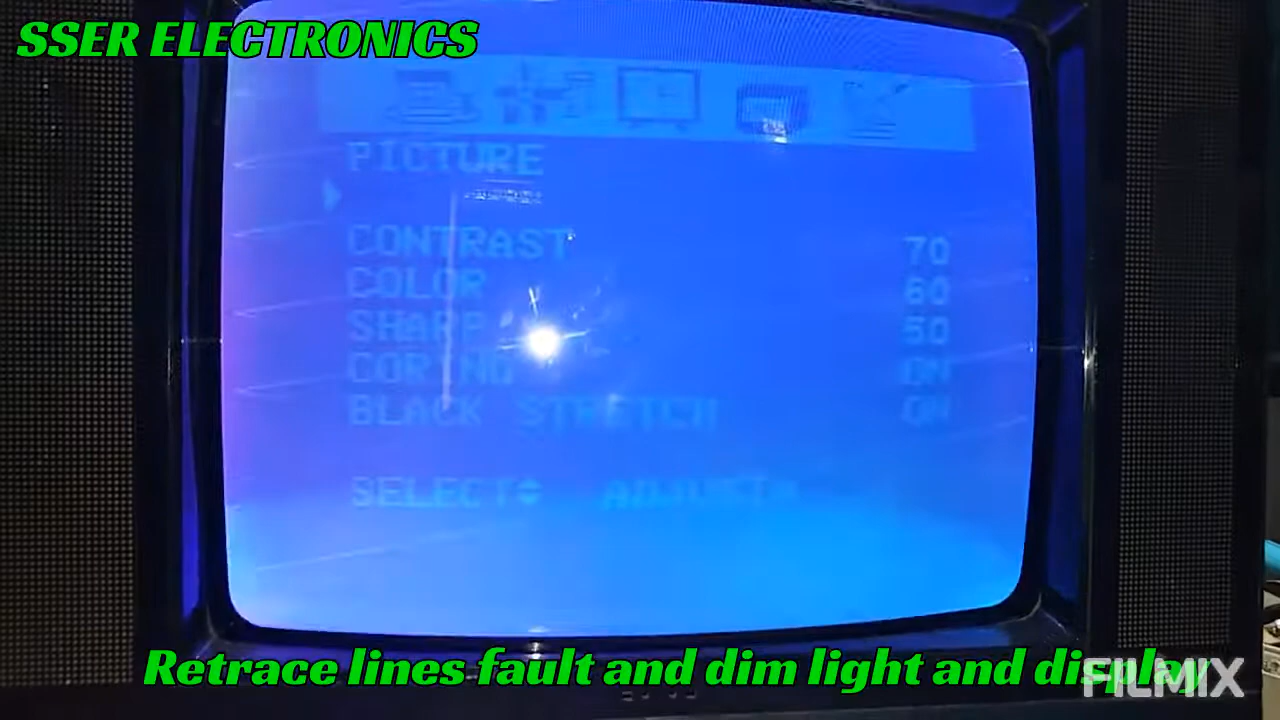 SSER ELECTRONICS
PICTURE
CONTRAST 70
COLOR 60
SHARP 50
CORING ON
BLACK STRETCH ON
SELECT ADJUST
Retrace lines fault and dim light and display
FILMIX